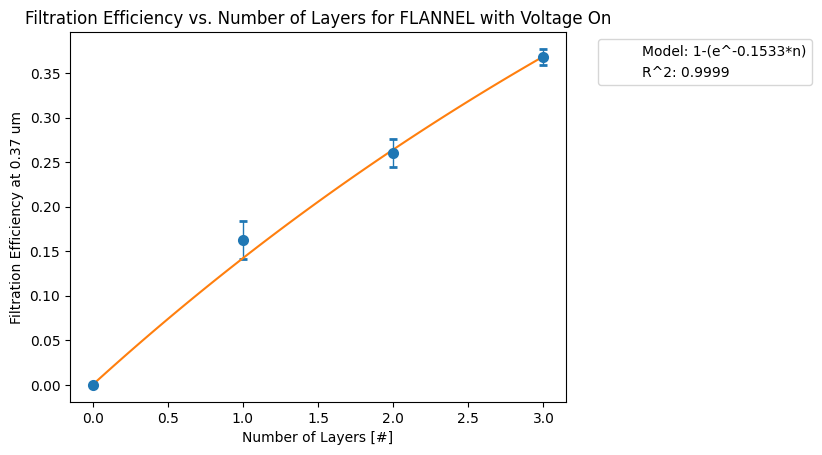 Filtration Efficiency vs. Number of Layers for FLANNEL with Voltage On
Model: 1-(e^-0.1533*n)
R^2: 0.9999
Filtration Efficiency at 0.37 um
0.35
0.30
0.25
0.20
0.15
0.10
0.05
0.00
0.0 0.5 1.0 1.5 2.0 2.5 3.0
Number of Layers [#]